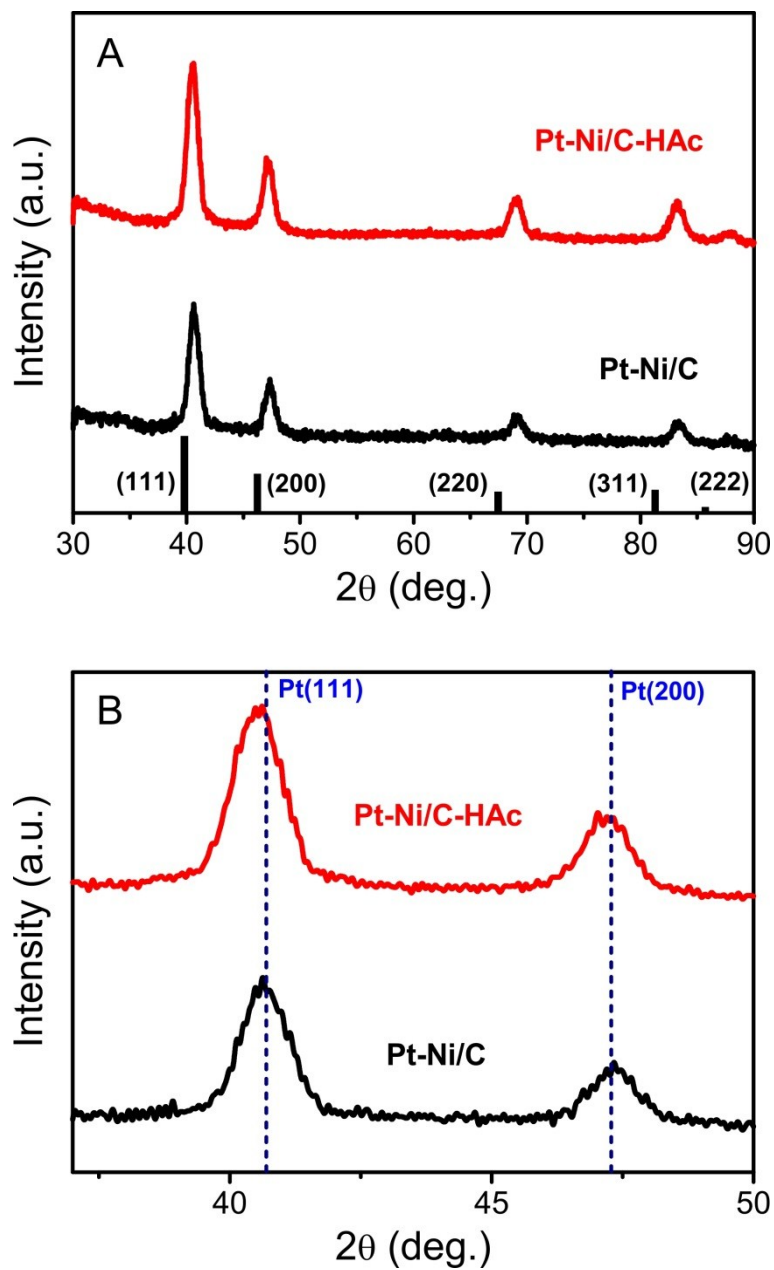 A
Intensity (a.u.)
Pt-Ni/C-HAc
Pt-Ni/C
(111)
(200)
(220)
(311)
(222)
30 40 50 60 70 80 90
2θ (deg.)
B
Intensity (a.u.)
Pt(111)
Pt(200)
Pt-Ni/C-HAc
Pt-Ni/C
40 45 50
2θ (deg.)